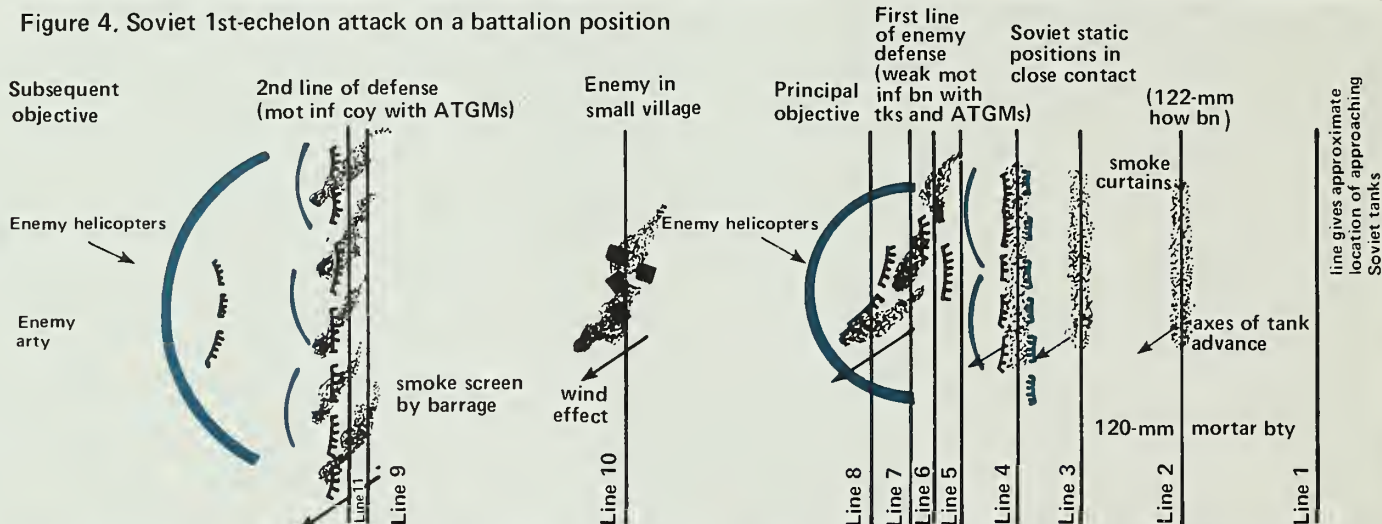 Figure 4. Soviet 1st-echelon attack on a battalion position
Subsequent
objective
2nd line of defense
(mot inf coy with ATGMs)
Enemy in
small village
Principal
objective
First line
of enemy
defense
(weak mot
inf bn with
tks and ATGMs)
Soviet static
positions in
close contact
(122-mm
how bn)
line gives approximate
location of approaching
Soviet tanks
smoke
curtains
Enemy helicopters
Enemy helicopters
Enemy
arty
smoke screen
by barrage
wind
effect
axes of tank
advance
120-mm mortar bty
Line 11
Line 9
Line 10
Line 8
Line 7
Line 6
Line 5
Line 4
Line 3
Line 2
Line 1